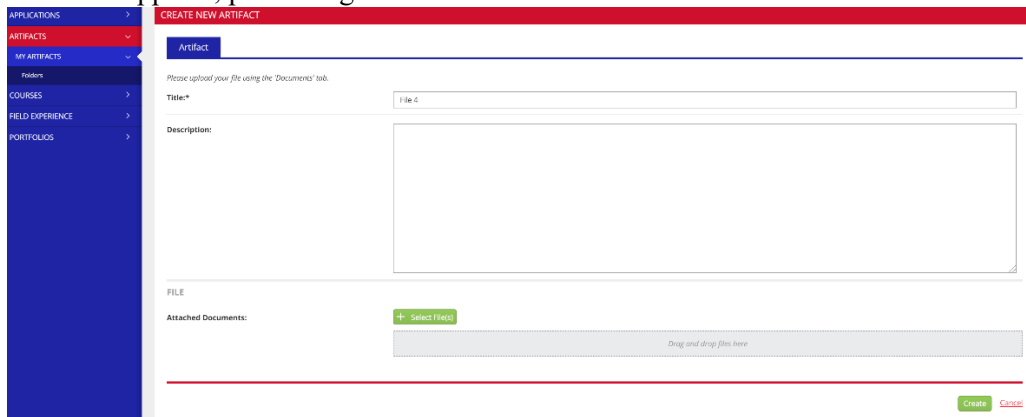 APPLICATIONS
ARTIFACTS
MY ARTIFACTS
Folders
COURSES
FIELD EXPERIENCE
PORTFOLIOS
CREATE NEW ARTIFACT
Artifact
Please upload your file using the 'Documents' tab.
Title:*
File 4
Description:
FILE
Attached Documents:
+ Select File(s)
Drag and drop files here
Create Cancel